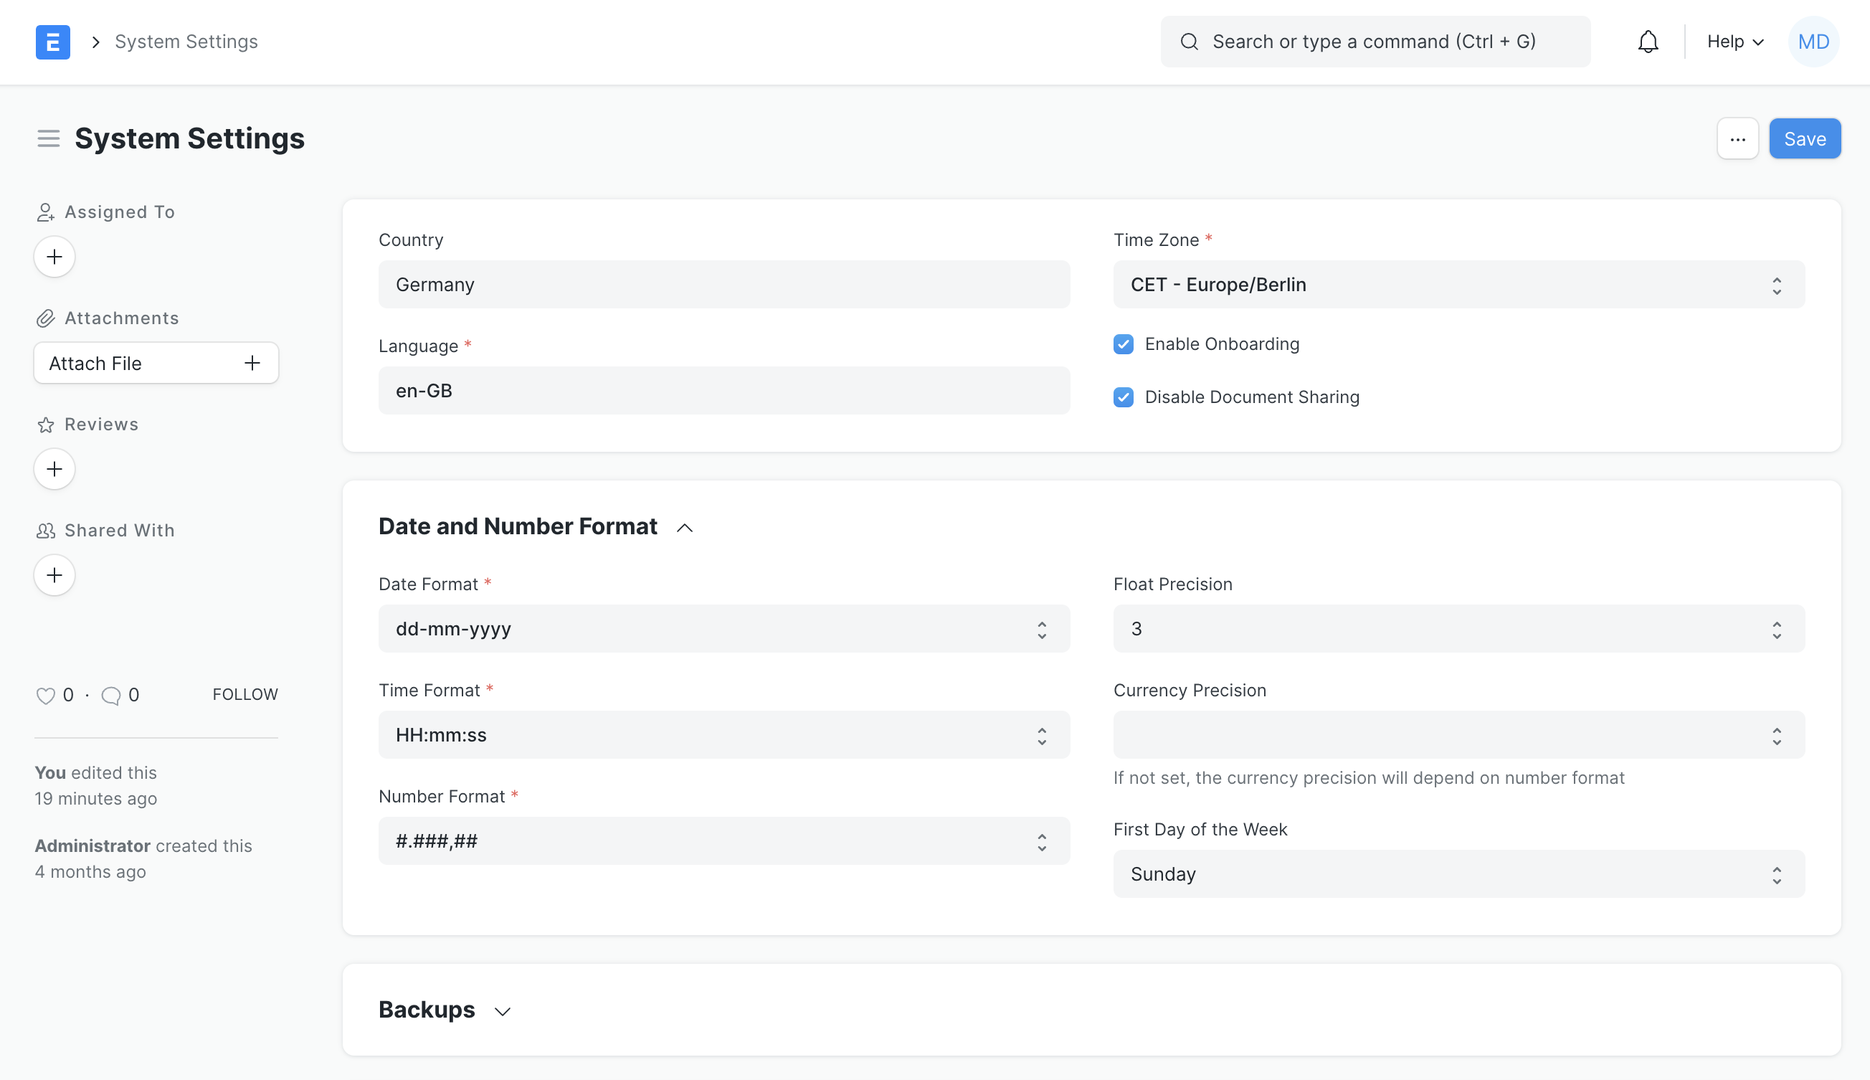 E
System Settings
Search or type a command (Ctrl + G)
Help
MD
System Settings
...
Save
Assigned To
Attachments
Attach File
Reviews
Shared With
0 · 0
FOLLOW
You edited this
19 minutes ago
Administrator created this
4 months ago
Country
Germany
Language *
en-GB
Time Zone *
CET - Europe/Berlin
Enable Onboarding
Disable Document Sharing
Date and Number Format
Date Format *
dd-mm-yyyy
Time Format *
HH:mm:ss
Number Format *
#.###,##
Float Precision
3
Currency Precision
If not set, the currency precision will depend on number format
First Day of the Week
Sunday
Backups